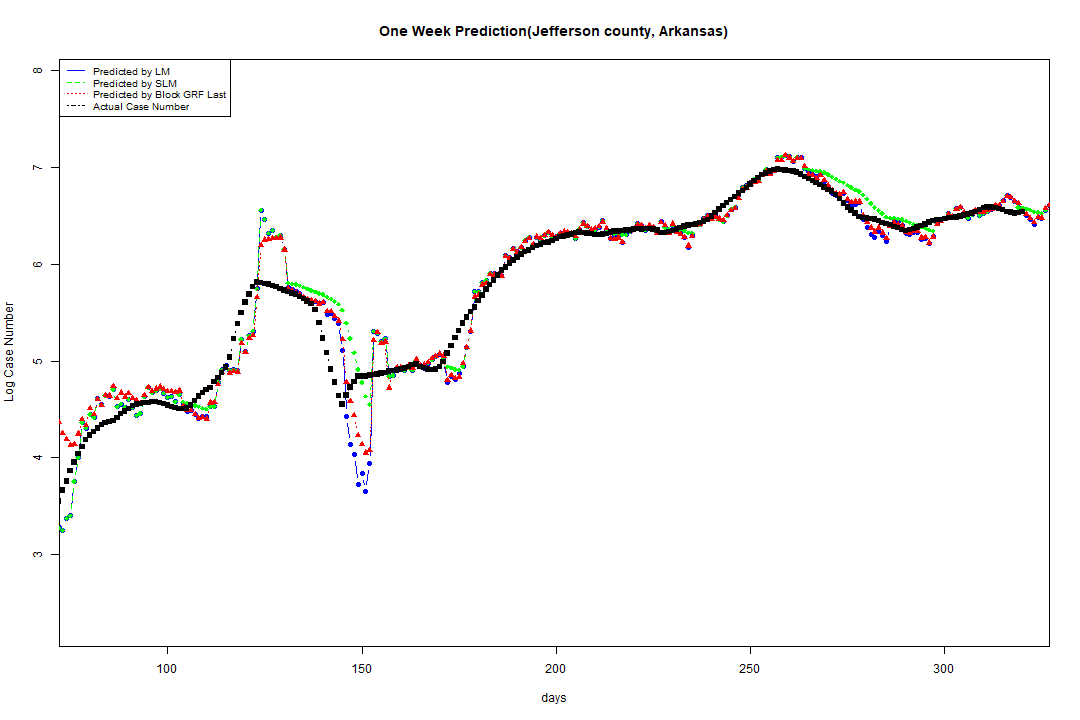 One Week Prediction(Jefferson county, Arkansas)
Predicted by LM
Predicted by SLM
Predicted by Block GRF Last
Actual Case Number
8
7
6
5
4
3
Log Case Number
100 150 200 250 300
days